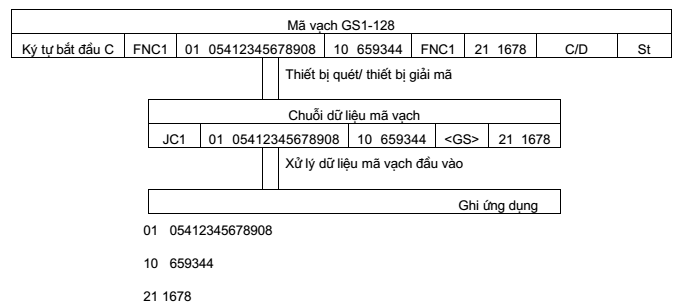 Mã vạch GS1-128
Ký tự bắt đầu C FNC1 01 05412345678908 10 659344 FNC1 21 1678 C/D St
Thiết bị quét/ thiết bị giải mã
Chuỗi dữ liệu mã vạch
JC1 01 05412345678908 10 659344 <GS> 21 1678
Xử lý dữ liệu mã vạch đầu vào
Ghi ứng dụng
01 05412345678908
10 659344
21 1678